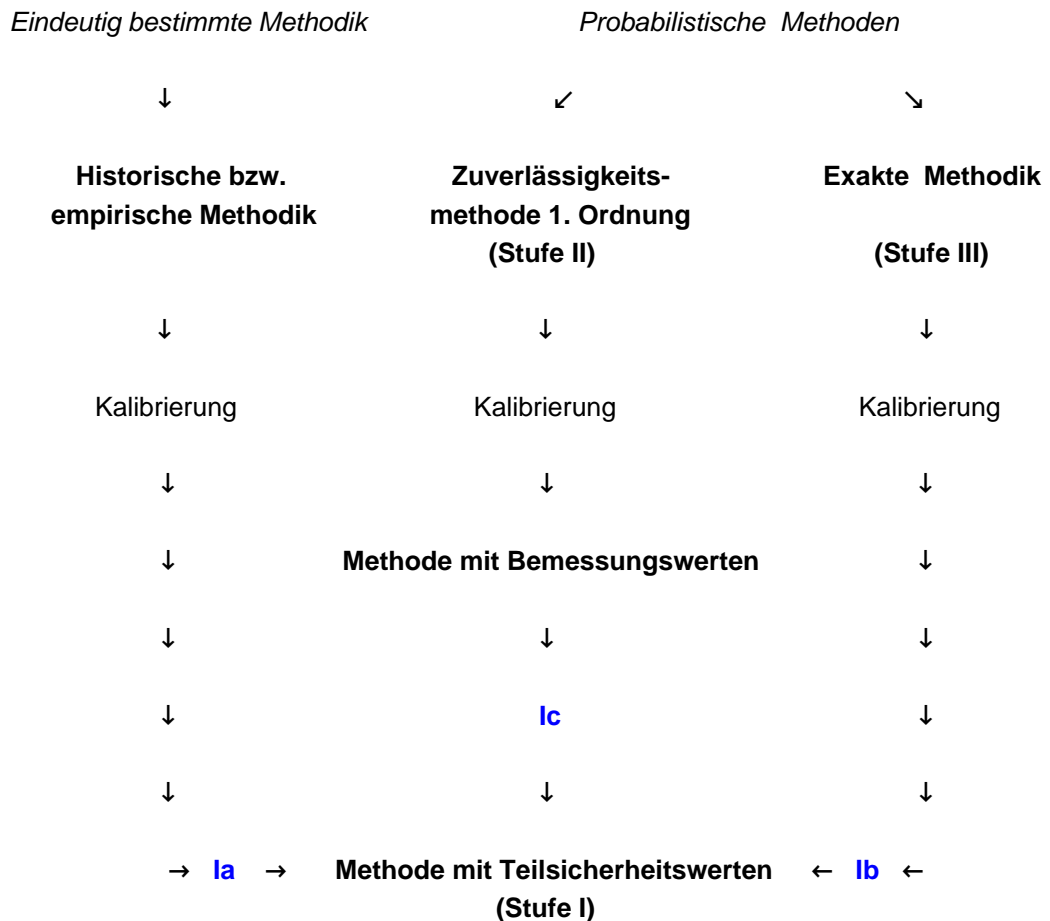 Eindeutig bestimmte Methodik Probabilistische Methoden
↓ ↙ ↘
Historische bzw. Zuverlässigkeits- Exakte Methodik
empirische Methodik methode 1. Ordnung
(Stufe II) (Stufe III)
↓ ↓ ↓
Kalibrierung Kalibrierung Kalibrierung
↓ ↓ ↓
↓ Methode mit Bemessungswerten ↓
↓ ↓ ↓
↓ Ic ↓
↓ ↓ ↓
→ Ia → Methode mit Teilsicherheitswerten ← Ib ←
(Stufe I)